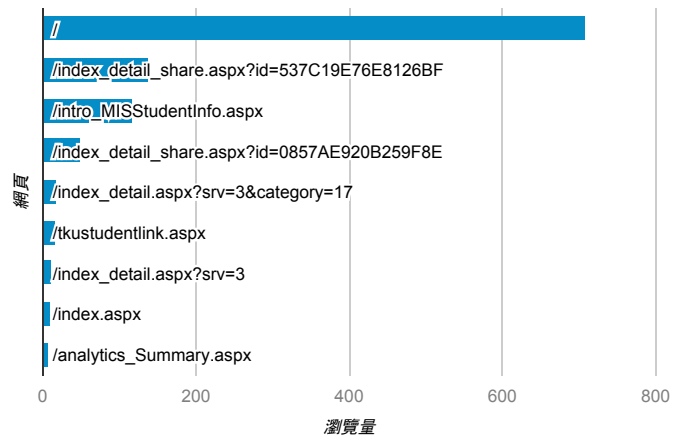 /
/index_detail_share.aspx?id=537C19E76E8126BF
/intro_MISStudentInfo.aspx
/index_detail_share.aspx?id=0857AE920B259F8E
/index_detail.aspx?srv=3&category=17
/tkustudentlink.aspx
/index_detail.aspx?srv=3
/index.aspx
/analytics_Summary.aspx
網頁
0 200 400 600 800
瀏覽量